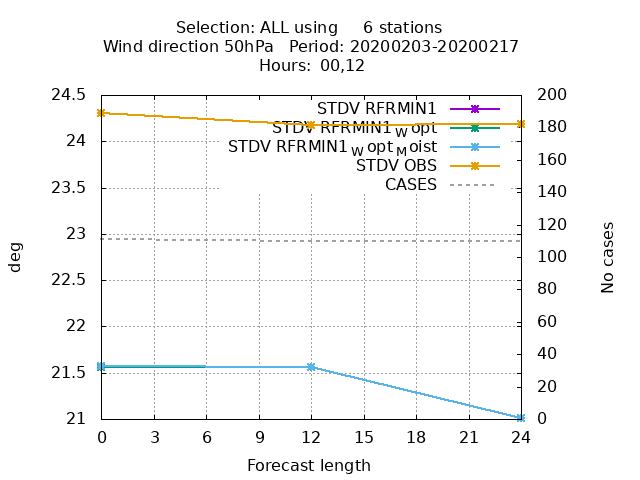 Selection: ALL using 6 stations
Wind direction 50hPa Period: 20200203-20200217
Hours: 00,12
24.5
24
23.5
23
22.5
22
21.5
21
200
180
160
140
120
100
80
60
40
20
0
STDV RFRMIN1
STDV RFRMIN1_W opt
STDV RFRMIN1_W opt_M oist
STDV OBS
CASES
deg
No cases
0 3 6 9 12 15 18 21 24
Forecast length